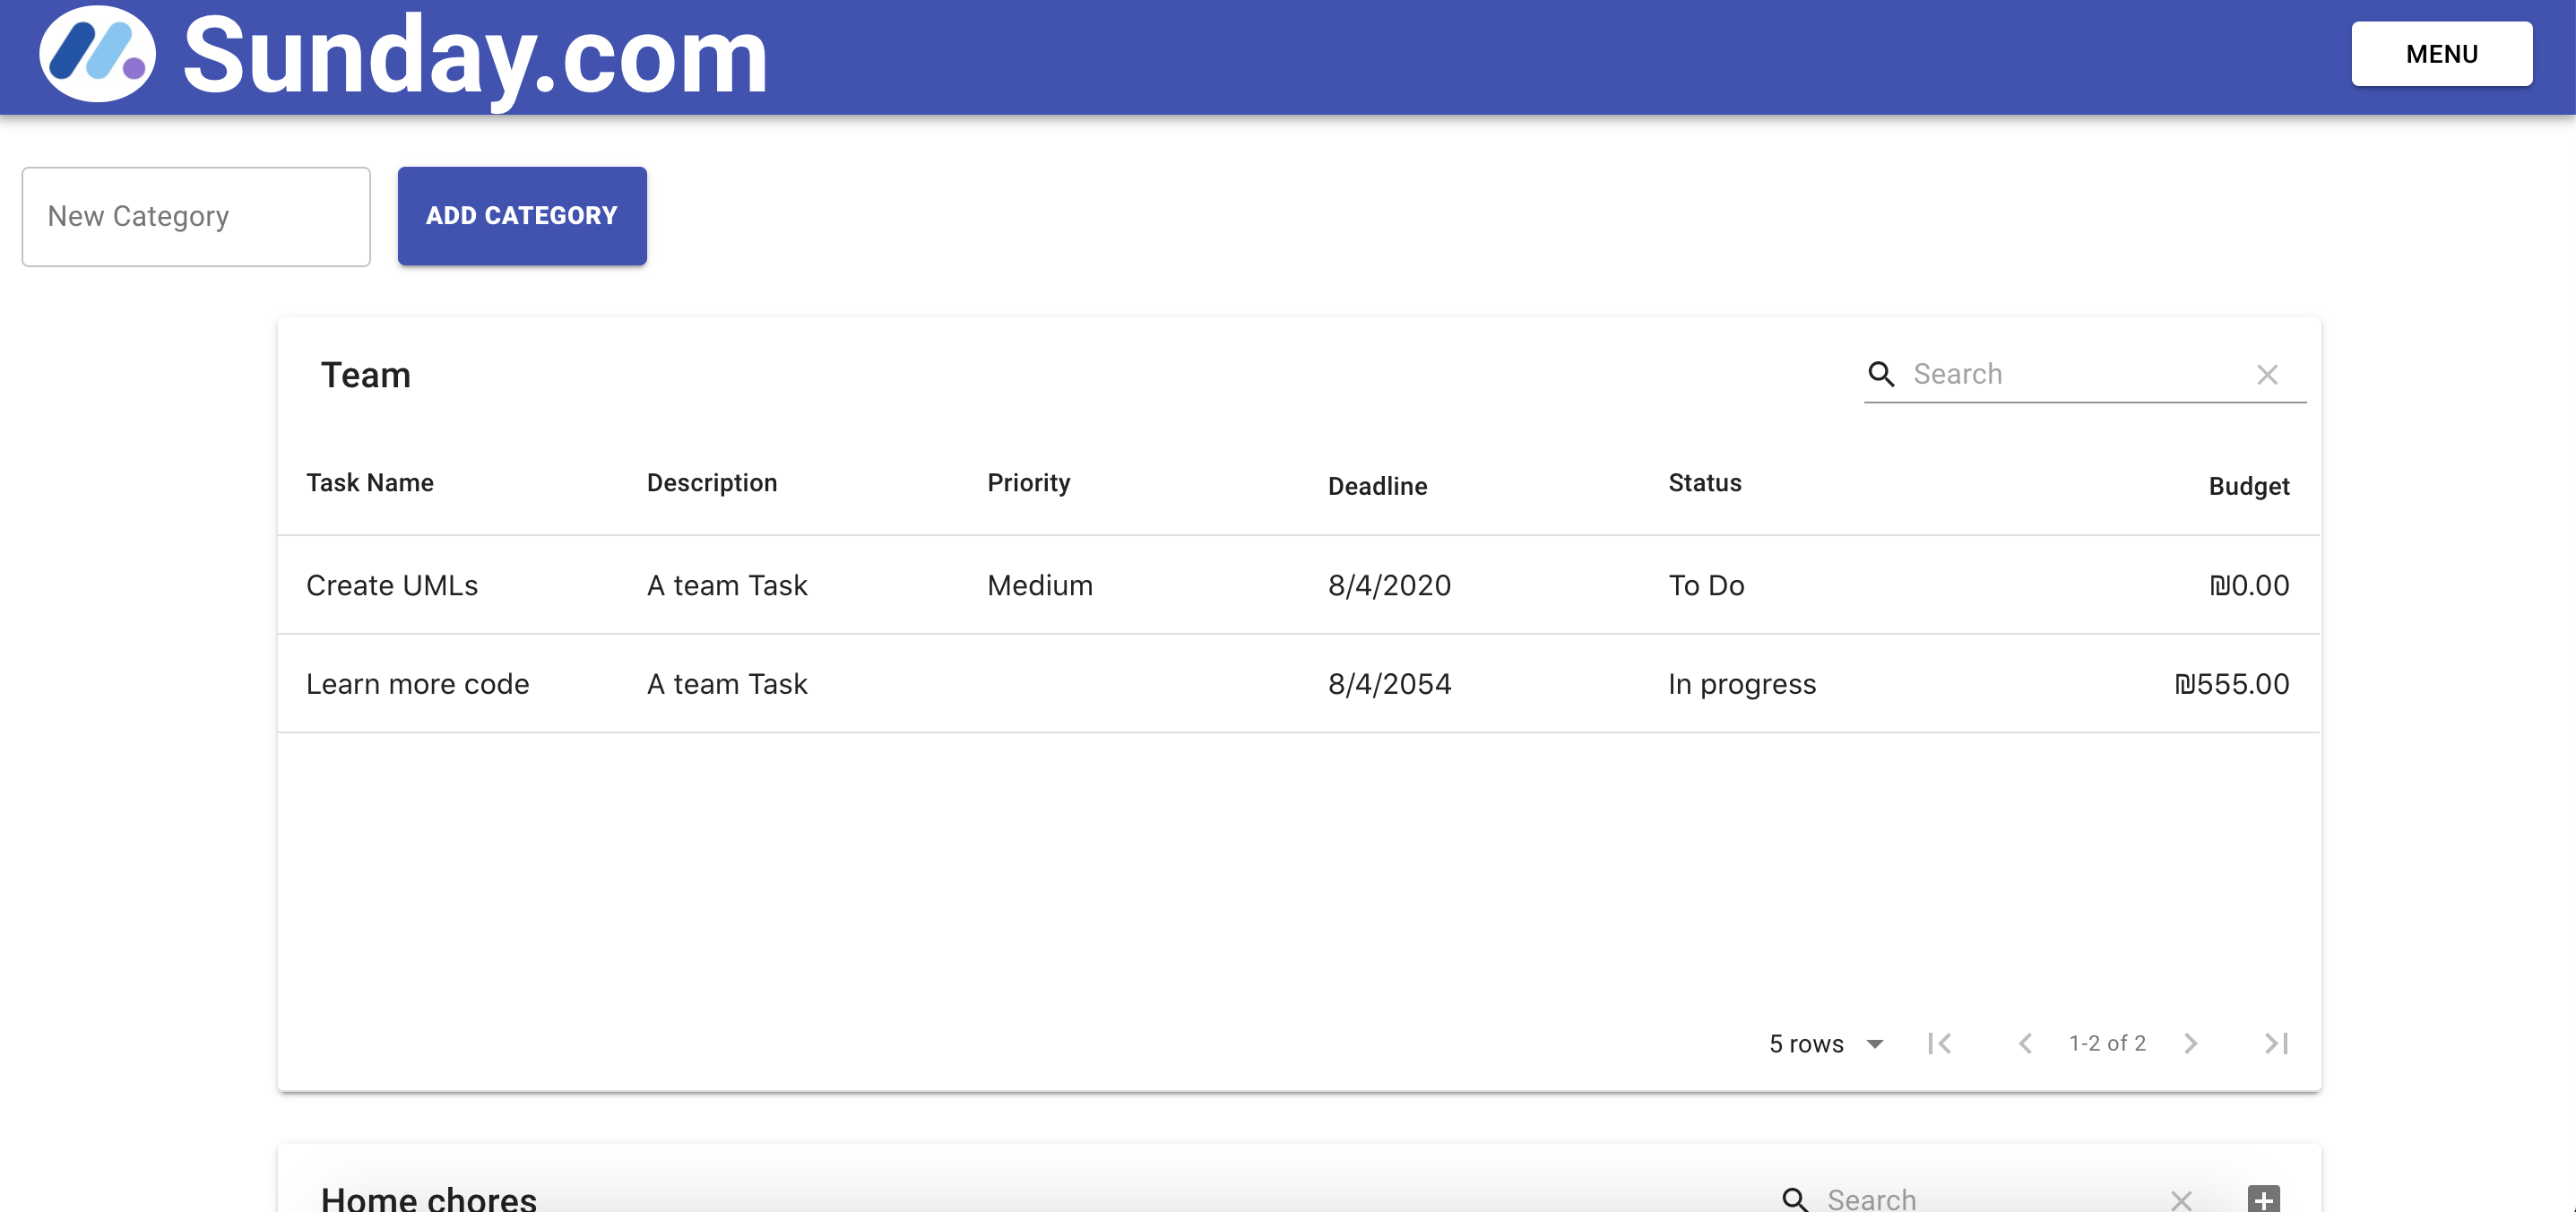 Sunday.com
MENU
New Category
ADD CATEGORY
Team
Search
Task Name Description Priority Deadline Status Budget
Create UMLs A team Task Medium 8/4/2020 To Do ₪0.00
Learn more code A team Task 8/4/2054 In progress ₪555.00
5 rows 1-2 of 2
Home chores Search